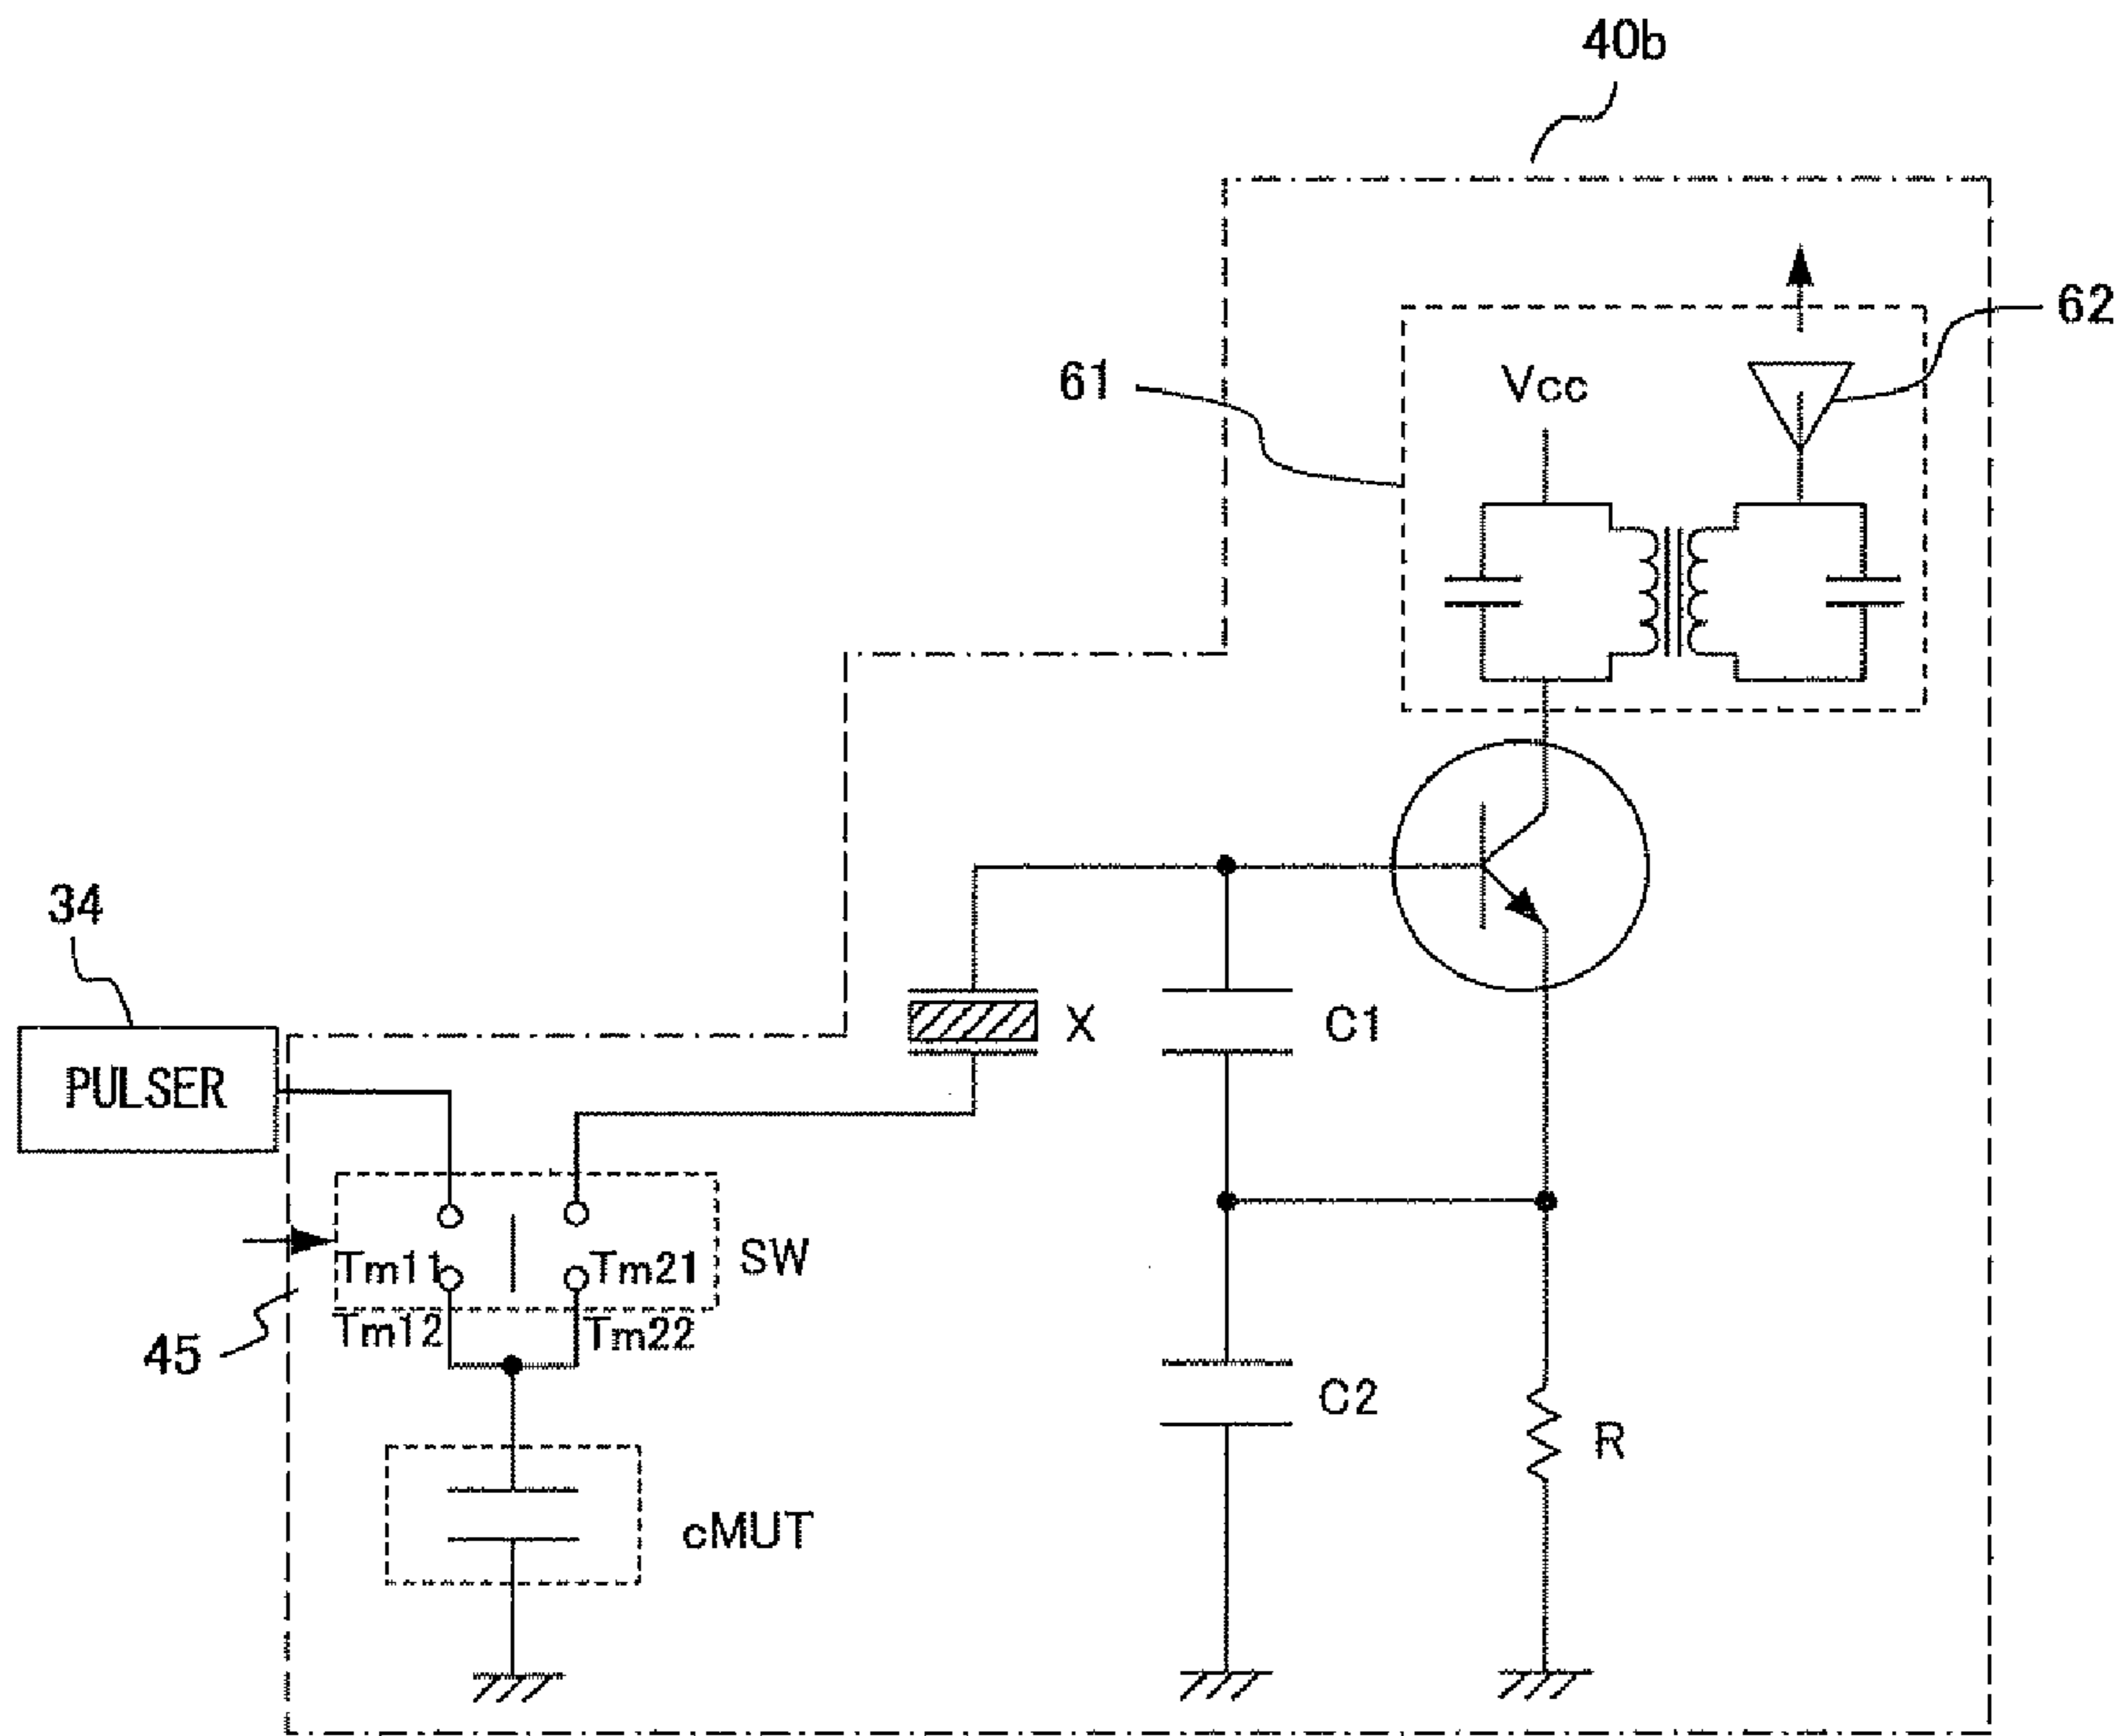 40b
62
61
Vcc
34
X
C1
PULSER
SW
Tm11
Tm21
Tm12
Tm22
45
C2
R
cMUT